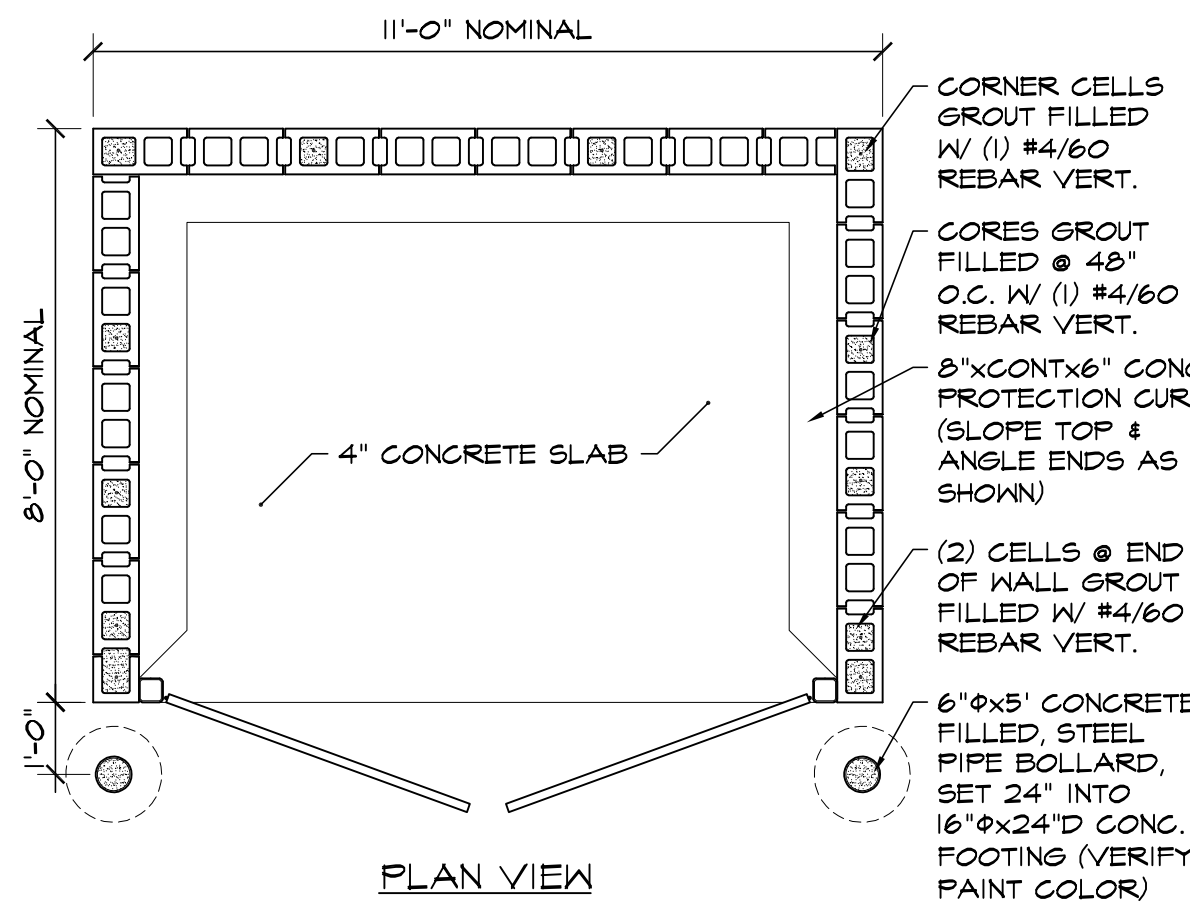 11'-0" NOMINAL
CORNER CELLS
GROUT FILLED
W/ (1) #4/60
REBAR VERT.
CORES GROUT
FILLED @ 48"
O.C. W/ (1) #4/60
REBAR VERT.
8"xCONTx6" CONC
PROTECTION CUR
(SLOPE TOP &
ANGLE ENDS AS
SHOWN)
8'-0" NOMINAL
4" CONCRETE SLAB
(2) CELLS @ END
OF WALL GROUT
FILLED W/ #4/60
REBAR VERT.
1'-0"
6"Φx5' CONCRETE
FILLED, STEEL
PIPE BOLLARD,
SET 24" INTO
16"Φx24"D CONC.
FOOTING (VERIFY
PAINT COLOR)
PLAN VIEW